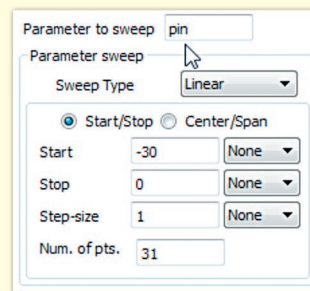 Parameter to sweep pin
Parameter sweep
Sweep Type Linear
Start/Stop Center/Span
Start -30 None
Stop 0 None
Step-size 1 None
Num. of pts. 31